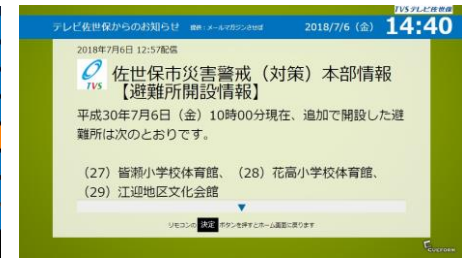 TVS テレビ佐世保
テレビ佐世保からのお知らせ 提供:メールマガジンさせぼ 2018/7/6(金) 14:40
2018年7月6日 12:57配信
TVS
佐世保市災害警戒(対策)本部情報
【避難所開設情報】
平成30年7月6日(金)10時00分現在、追加で開設した避
難所は次のとおりです。
(27)皆瀬小学校体育館、(28)花高小学校体育館、
(29)江迎地区文化会館
リモコンの 決定 ボタンを押すとホーム画面に戻ります
CUSTOMA